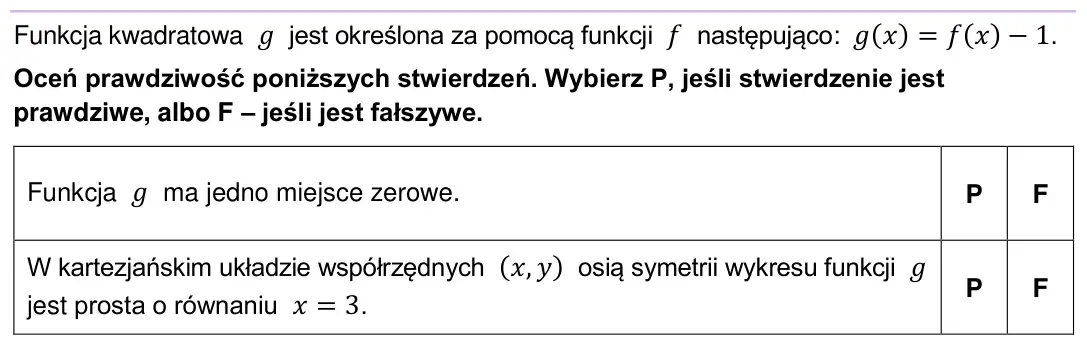 Funkcja kwadratowa g jest określona za pomocą funkcji f następująco: g(x) = f(x) − 1.
Oceń prawdziwość poniższych stwierdzeń. Wybierz P, jeśli stwierdzenie jest
prawdziwe, albo F – jeśli jest fałszywe.
Funkcja g ma jedno miejsce zerowe. P F
W kartezjańskim układzie współrzędnych (x, y) osią symetrii wykresu funkcji g
jest prosta o równaniu x = 3. P F